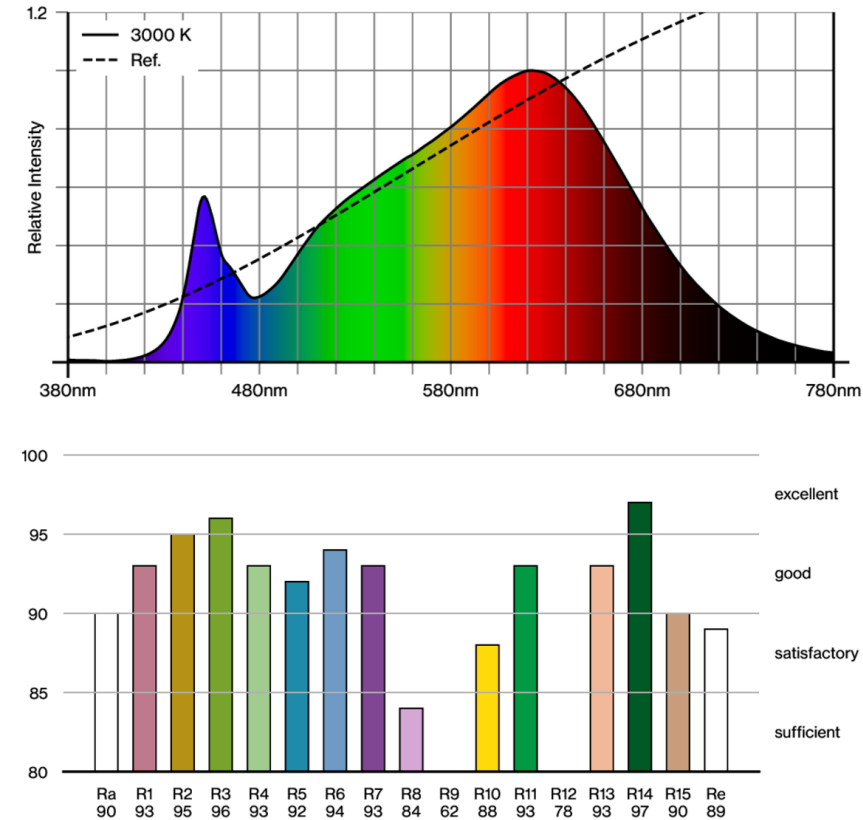 1.2
3000 K
Ref.
Relative Intensity
380nm 480nm 580nm 680nm 780nm
100
excellent
95
good
90
satisfactory
85
sufficient
80
Ra R1 R2 R3 R4 R5 R6 R7 R8 R9 R10 R11 R12 R13 R14 R15 Re
90 93 95 96 93 92 94 93 84 62 88 93 78 93 97 90 89